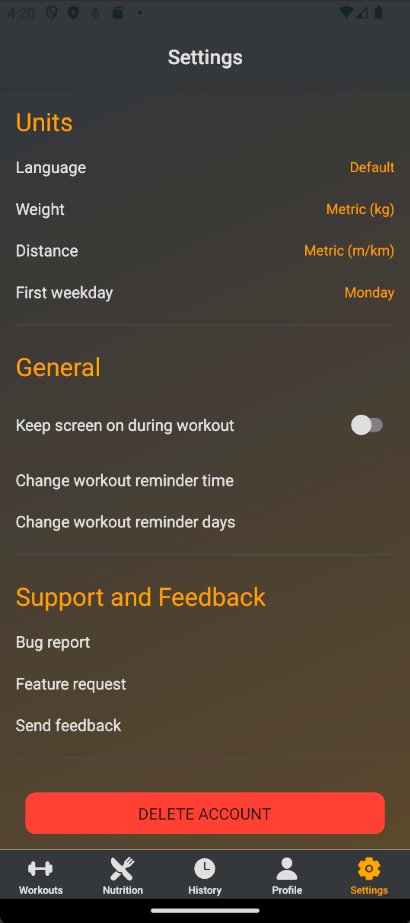 4:20
Settings
Units
Language Default
Weight Metric (kg)
Distance Metric (m/km)
First weekday Monday
General
Keep screen on during workout
Change workout reminder time
Change workout reminder days
Support and Feedback
Bug report
Feature request
Send feedback
DELETE ACCOUNT
Workouts Nutrition History Profile Settings